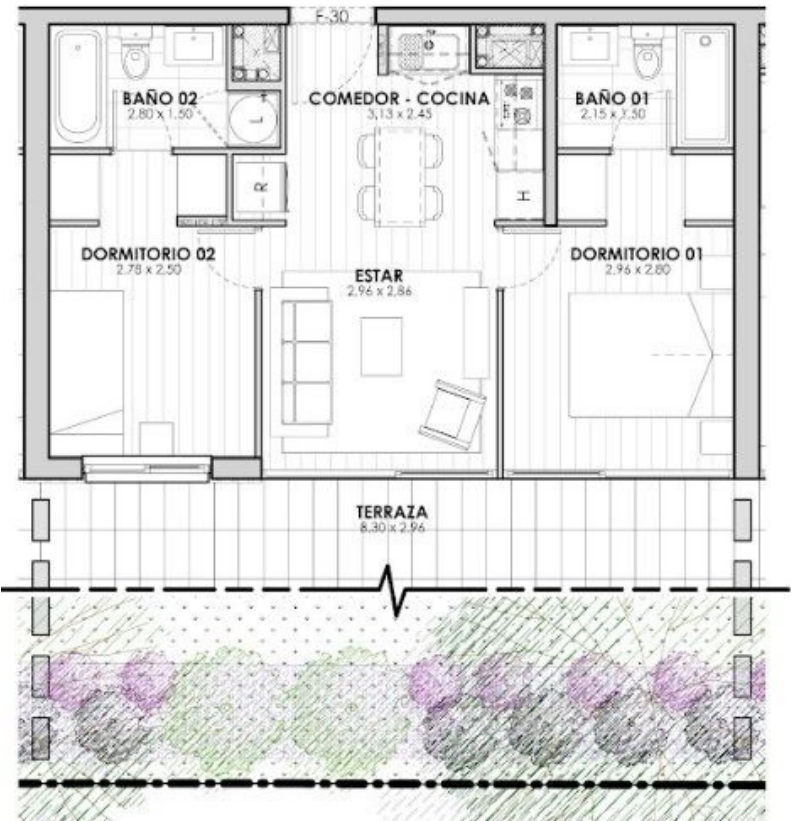 F-30
BAÑO 02
2.80 x 1.50
COMEDOR - COCINA
3.13 x 2.45
BAÑO 01
2.15 x 1.50
L
R
H
DORMITORIO 02
2.78 x 2.50
DORMITORIO 01
2.96 x 2.80
ESTAR
2.96 x 2.86
TERRAZA
8.30 x 2.96